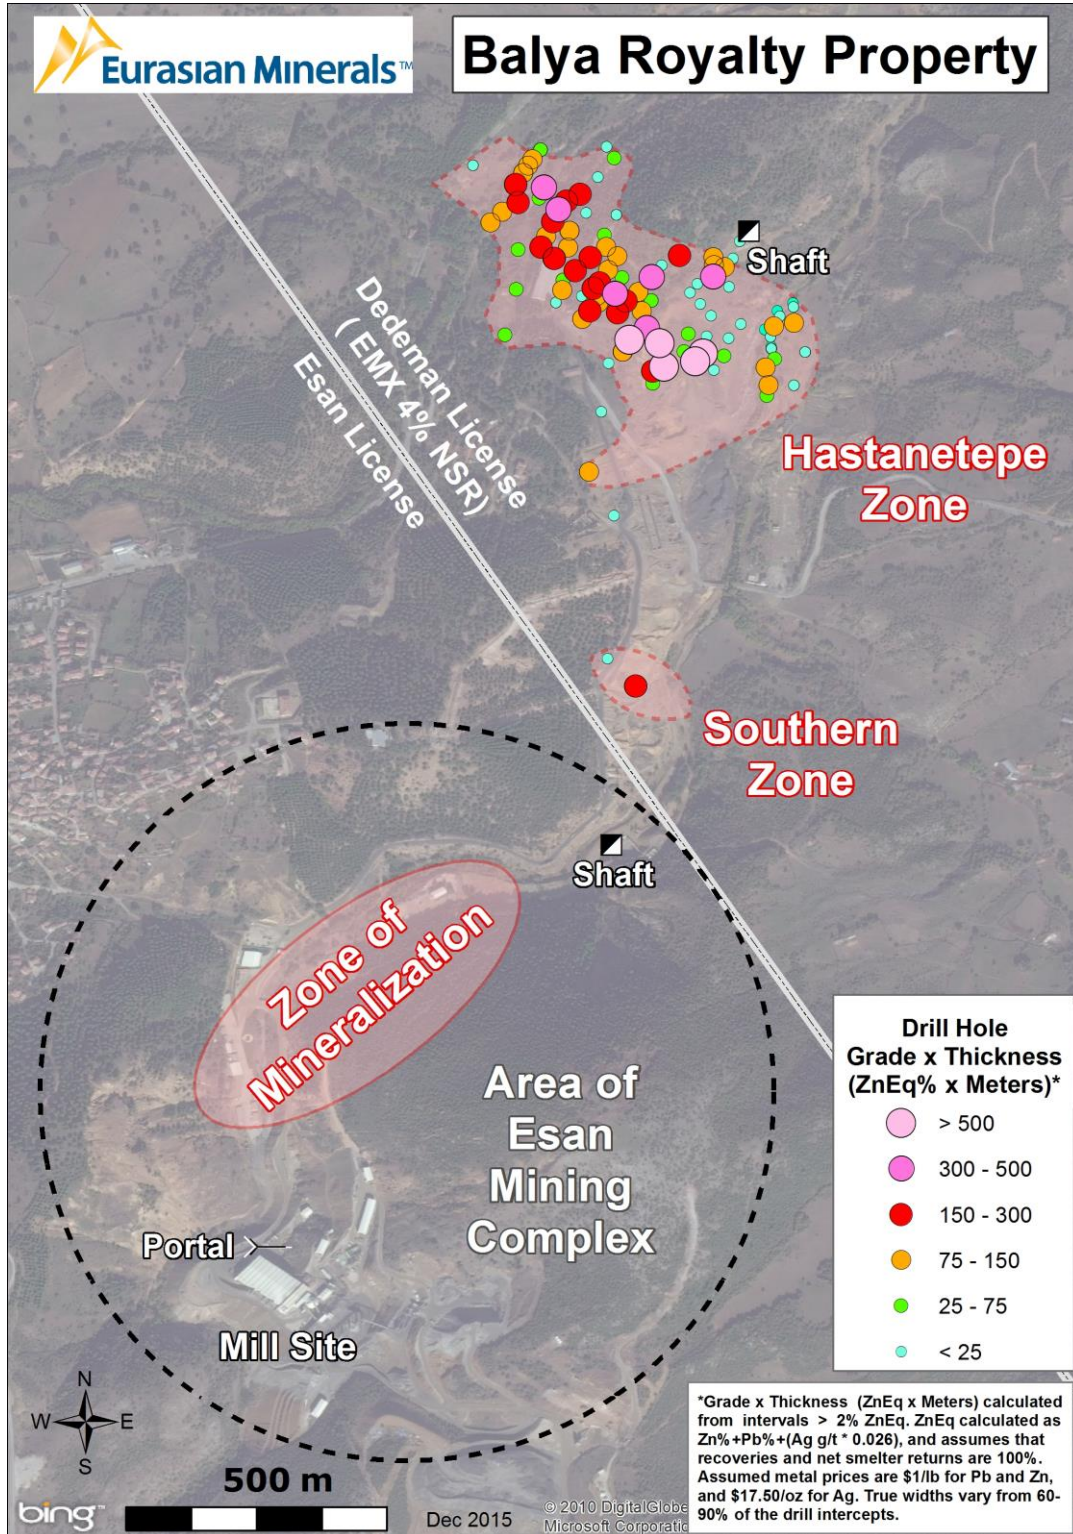 Eurasian Minerals™
Balya Royalty Property
Shaft
Dedeman License
( EMX 4% NSR)
Esan License
Hastanetepe
Zone
Southern
Zone
Shaft
Zone of
Mineralization
Area of
Esan
Mining
Complex
Portal
Mill Site
Drill Hole
Grade x Thickness
(ZnEq% x Meters)*
> 500
300 - 500
150 - 300
75 - 150
25 - 75
< 25
N
W E
S
500 m
bing™
Dec 2015
© 2010 DigitalGlobe
Microsoft Corporatio
*Grade x Thickness (ZnEq x Meters) calculated
from intervals > 2% ZnEq. ZnEq calculated as
Zn%+Pb%+(Ag g/t * 0.026), and assumes that
recoveries and net smelter returns are 100%.
Assumed metal prices are $1/lb for Pb and Zn,
and $17.50/oz for Ag. True widths vary from 60-
90% of the drill intercepts.